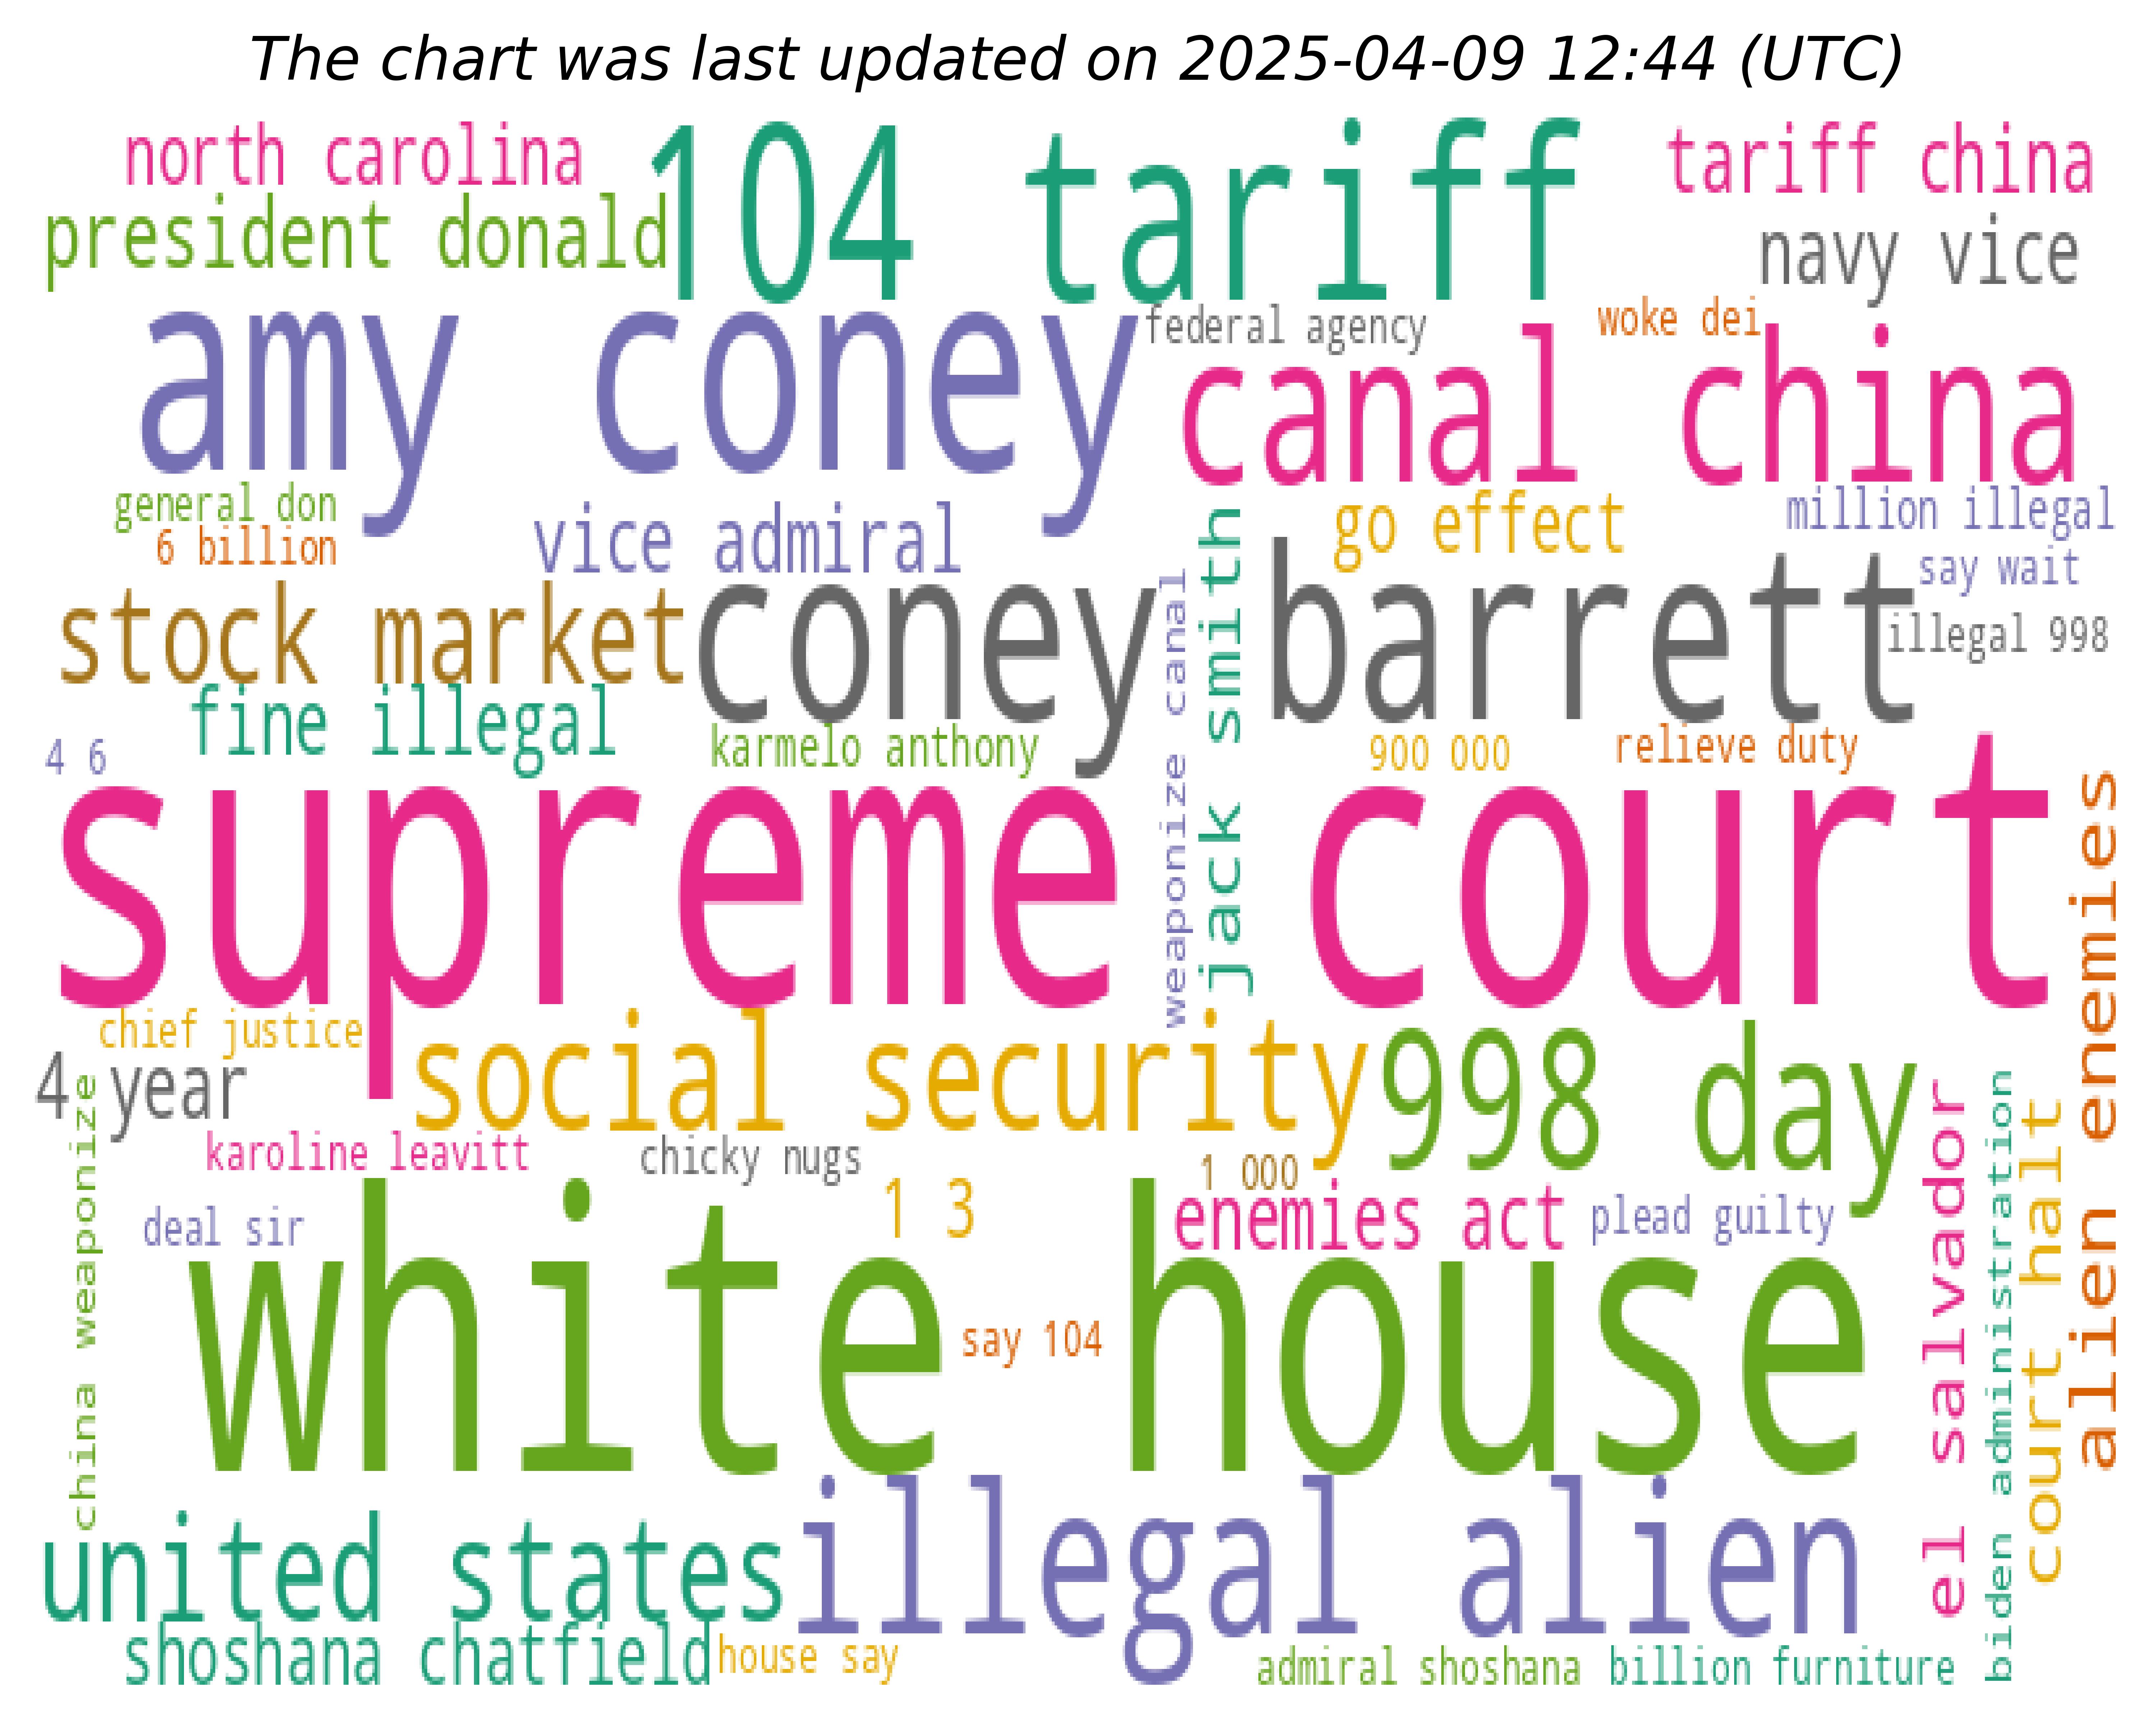 The chart was last updated on 2025-04-09 12:44 (UTC)
north carolina
104 tariff
tariff china
president donald
navy vice
amy coney
federal agency
woke dei
canal china
general don
6 billion
vice admiral
go effect
million illegal
say wait
stock market
coney barrett
illegal 998
weaponize canal
jack smith
fine illegal
4 6
karmelo anthony
900 000
relieve duty
supreme court
alien enemies
chief justice
4 year
social security
998 day
china weaponize
karoline leavitt
chicky nugs
1 000
1 3
enemies act
plead guilty
deal sir
el salvador
biden administration
court halt
white house
say 104
united states
illegal alien
shoshana chatfield
house say
admiral shoshana
billion furniture